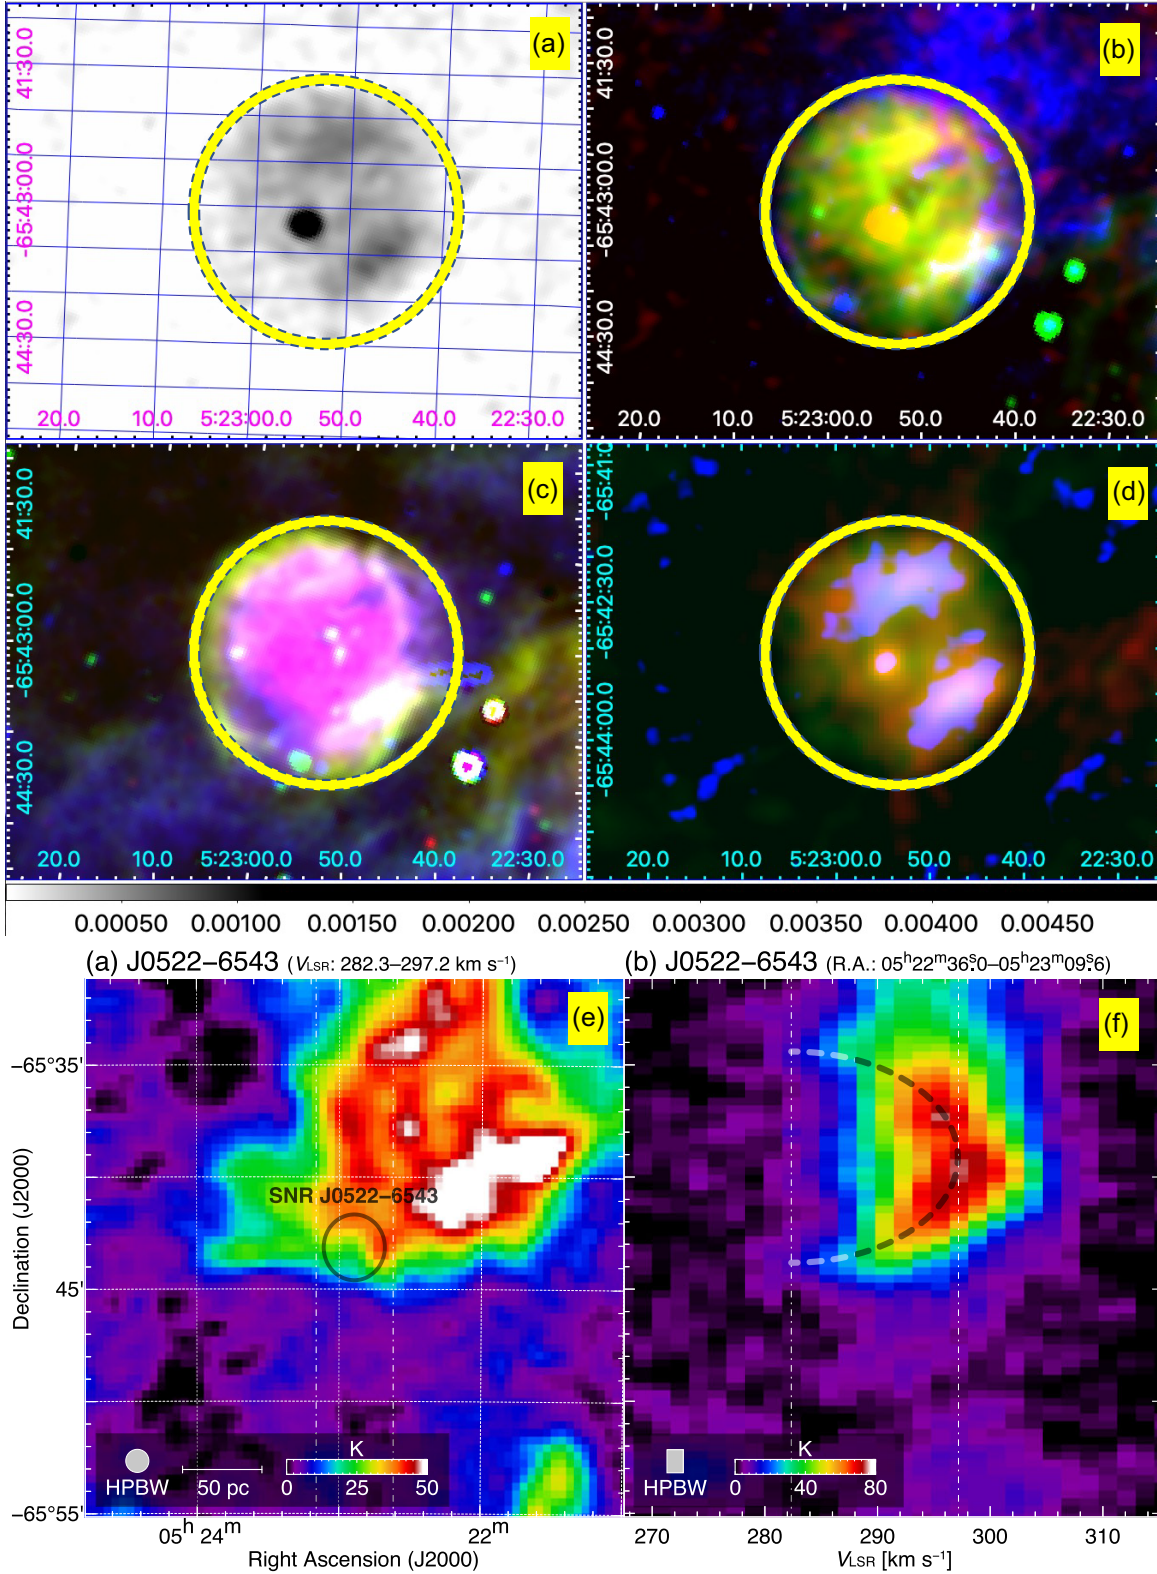 (a)
41:30.0
-65:43:00.0
44:30.0
20.0 10.0 5:23:00.0 50.0 40.0 22:30.0
(b)
41:30.0
-65:43:00.0
44:30.0
20.0 10.0 5:23:00.0 50.0 40.0 22:30.0
(c)
41:30.0
-65:43:00.0
44:30.0
20.0 10.0 5:23:00.0 50.0 40.0 22:30.0
(d)
-65:41:0
-65:42:30.0
-65:44:00.0
20.0 10.0 5:23:00.0 50.0 40.0 22:30.0
0.00050 0.00100 0.00150 0.00200 0.00250 0.00300 0.00350 0.00400 0.00450
(a) J0522−6543 (VLSR: 282.3–297.2 km s⁻¹)
(e)
−65°35'
45'
−65°55'
Declination (J2000)
SNR J0522−6543
HPBW
50 pc
K
0 25 50
05ʰ 24ᵐ 22ᵐ
Right Ascension (J2000)
(b) J0522−6543 (R.A.: 05ʰ22ᵐ36ˢ.0–05ʰ23ᵐ09ˢ.6)
(f)
HPBW
K
0 40 80
270 280 290 300 310
VLSR [km s⁻¹]